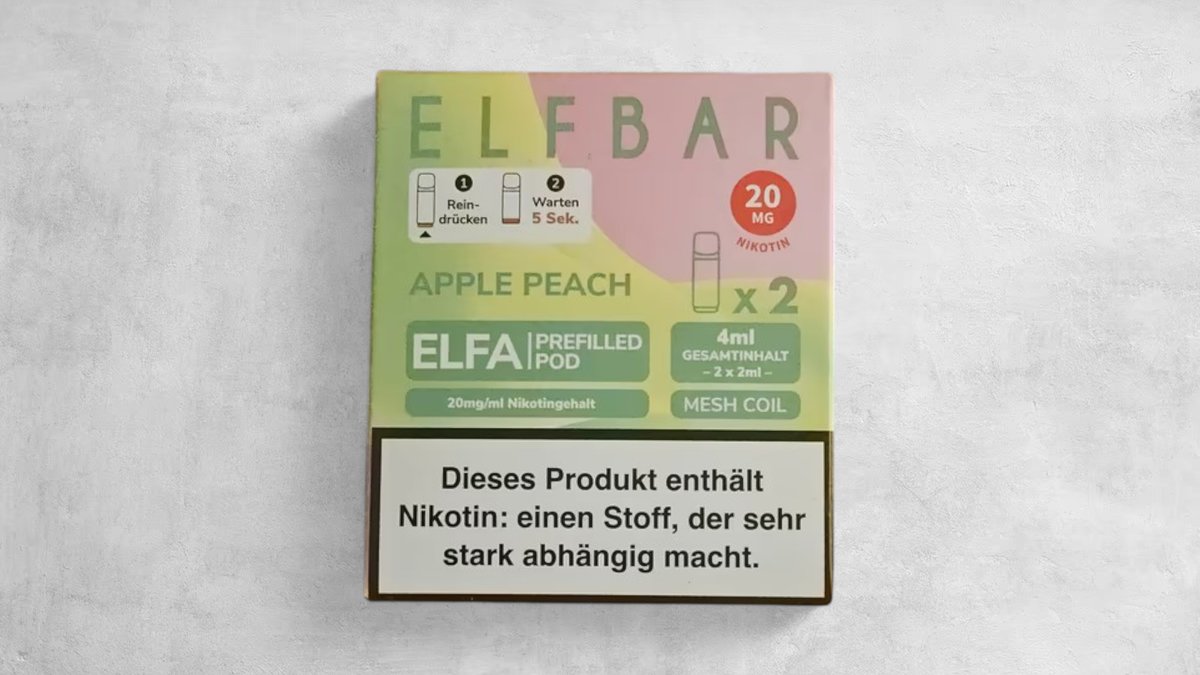 ELFBAR
1
Rein-
drücken
2
Warten
5 Sek.
20
MG
NIKOTIN
APPLE PEACH
x 2
ELFA PREFILLED
POD
4ml
GESAMTINHALT
– 2 x 2ml –
20mg/ml Nikotingehalt
MESH COIL
Dieses Produkt enthält
Nikotin: einen Stoff, der sehr
stark abhängig macht.